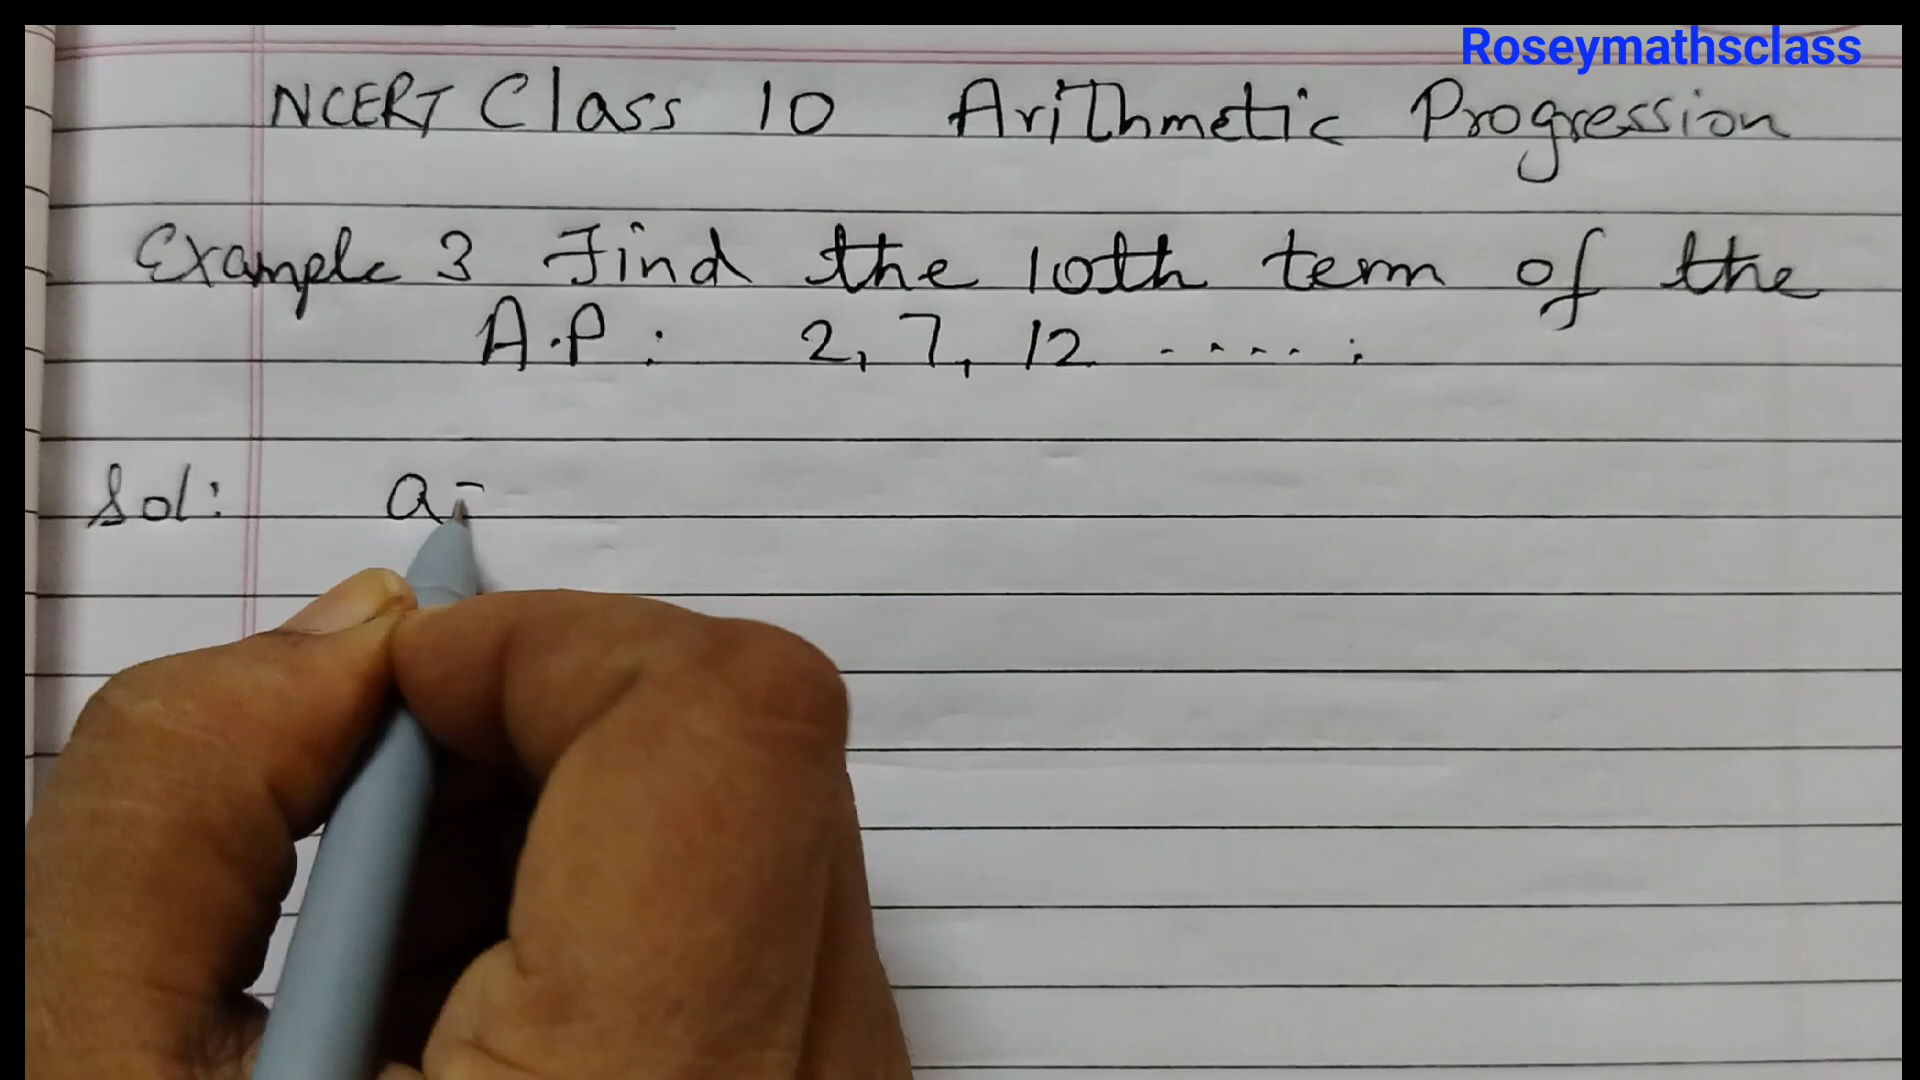 Roseymathsclass
NCERT Class 10 Arithmetic Progression
Example 3 Find the 10th term of the
A.P : 2, 7, 12 .....
Sol: a =